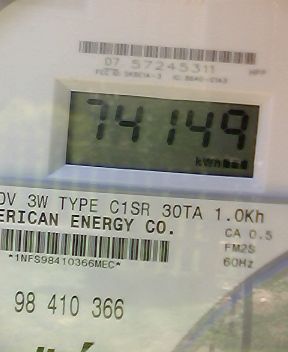 07 57245311
74149
0V 3W TYPE C1SR 30TA 1.0Kh
ERICAN ENERGY CO.
CA 0.5
FM2S
60Hz
*1NFS98410366MEC*
98 410 366